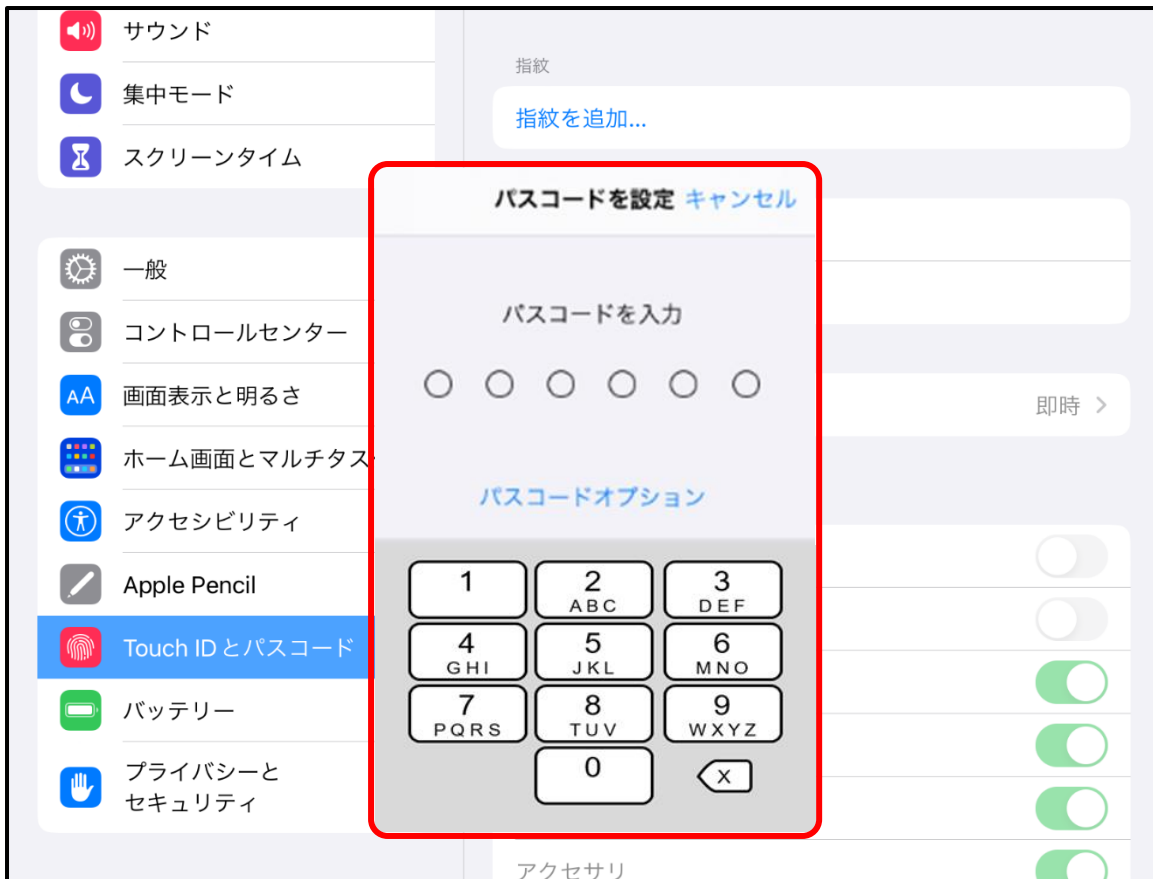 サウンド
集中モード
スクリーンタイム
一般
コントロールセンター
画面表示と明るさ
AA
ホーム画面とマルチタス
アクセシビリティ
Apple Pencil
Touch IDとパスコード
バッテリー
プライバシーと
セキュリティ
指紋
指紋を追加...
パスコードを設定 キャンセル
パスコードを入力
パスコードオプション
1
2
ABC
3
DEF
4
GHI
5
JKL
6
MNO
7
PQRS
8
TUV
9
WXYZ
0
X
即時
アクセサリ